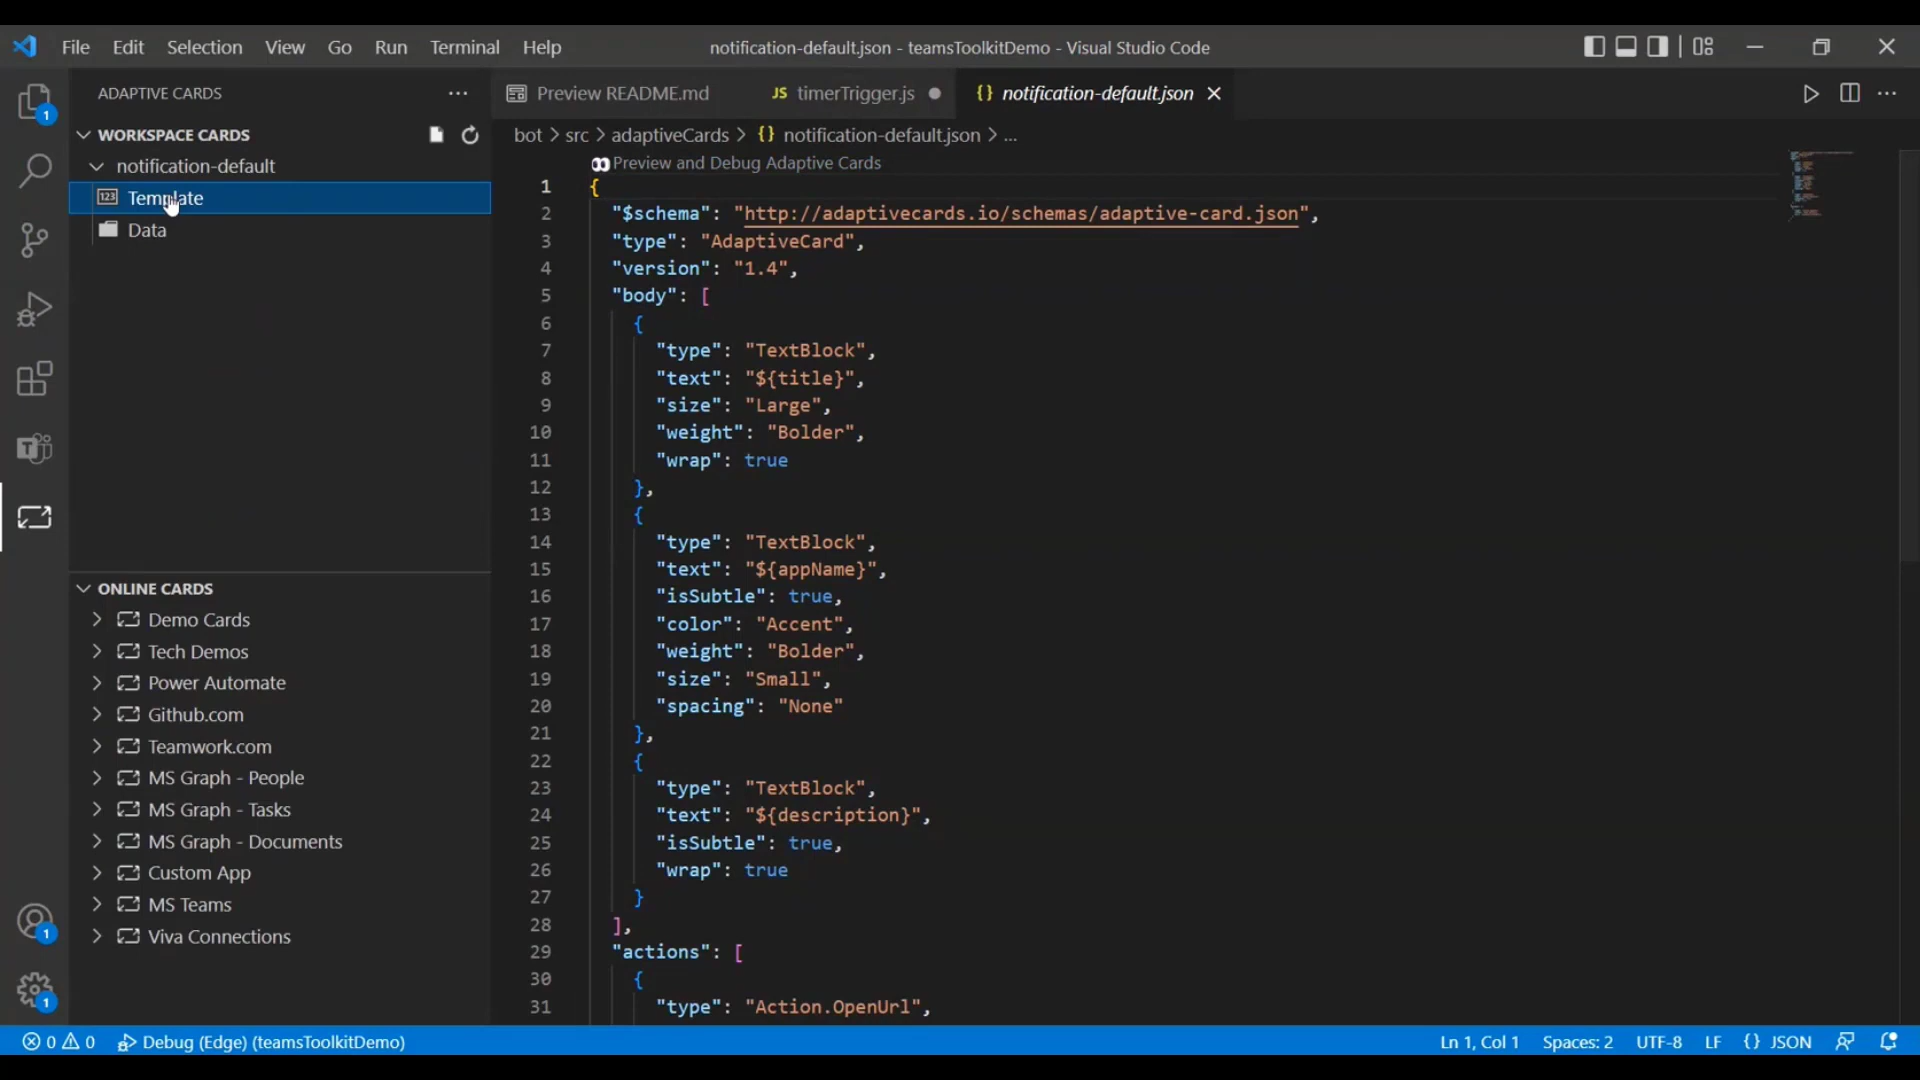 File Edit Selection View Go Run Terminal Help
notification-default.json - teamsToolkitDemo - Visual Studio Code
ADAPTIVE CARDS
WORKSPACE CARDS
notification-default
123 Template
Data
ONLINE CARDS
Demo Cards
Tech Demos
Power Automate
Github.com
Teamwork.com
MS Graph - People
MS Graph - Tasks
MS Graph - Documents
Custom App
MS Teams
Viva Connections
1
1
1
Preview README.md
JS timerTrigger.js
{} notification-default.json
bot > src > adaptiveCards > {} notification-default.json > ...
Preview and Debug Adaptive Cards
1 {
2 "$schema": "http://adaptivecards.io/schemas/adaptive-card.json",
3 "type": "AdaptiveCard",
4 "version": "1.4",
5 "body": [
6 {
7 "type": "TextBlock",
8 "text": "${title}",
9 "size": "Large",
10 "weight": "Bolder",
11 "wrap": true
12 },
13 {
14 "type": "TextBlock",
15 "text": "${appName}",
16 "isSubtle": true,
17 "color": "Accent",
18 "weight": "Bolder",
19 "size": "Small",
20 "spacing": "None"
21 },
22 {
23 "type": "TextBlock",
24 "text": "${description}",
25 "isSubtle": true,
26 "wrap": true
27 }
28 ],
29 "actions": [
30 {
31 "type": "Action.OpenUrl",
0 0 Debug (Edge) (teamsToolkitDemo)
Ln 1, Col 1 Spaces: 2 UTF-8 LF {} JSON